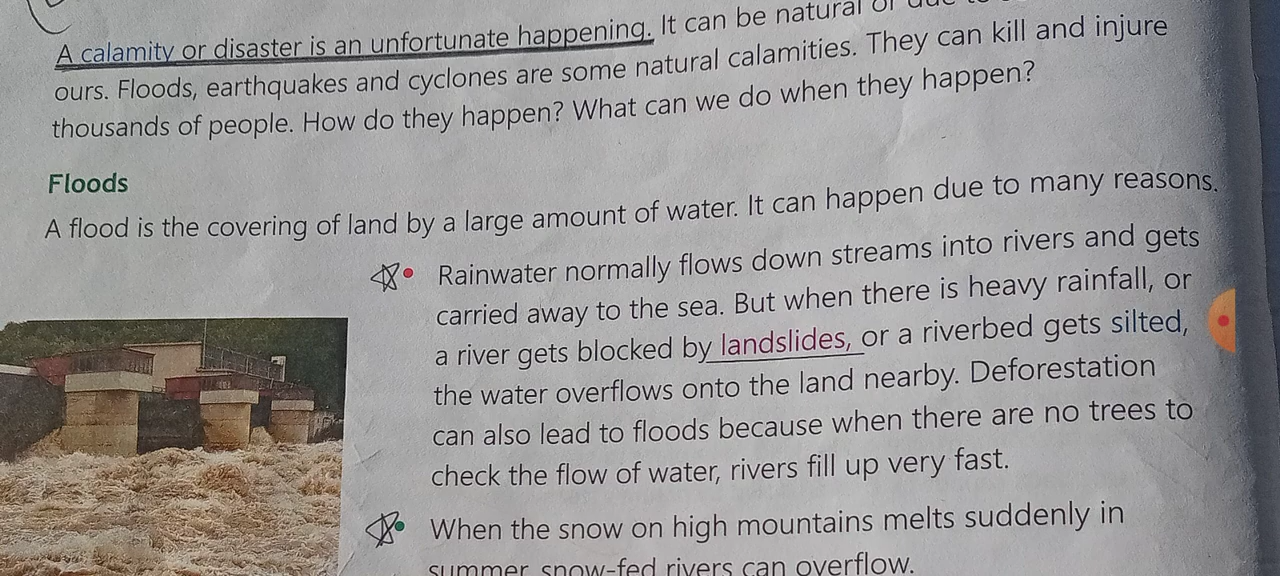 A calamity or disaster is an unfortunate happening. It can be natural or due to
ours. Floods, earthquakes and cyclones are some natural calamities. They can kill and injure
thousands of people. How do they happen? What can we do when they happen?
Floods
A flood is the covering of land by a large amount of water. It can happen due to many reasons.
Rainwater normally flows down streams into rivers and gets
carried away to the sea. But when there is heavy rainfall, or
a river gets blocked by landslides, or a riverbed gets silted,
the water overflows onto the land nearby. Deforestation
can also lead to floods because when there are no trees to
check the flow of water, rivers fill up very fast.
When the snow on high mountains melts suddenly in
summer, snow-fed rivers can overflow.